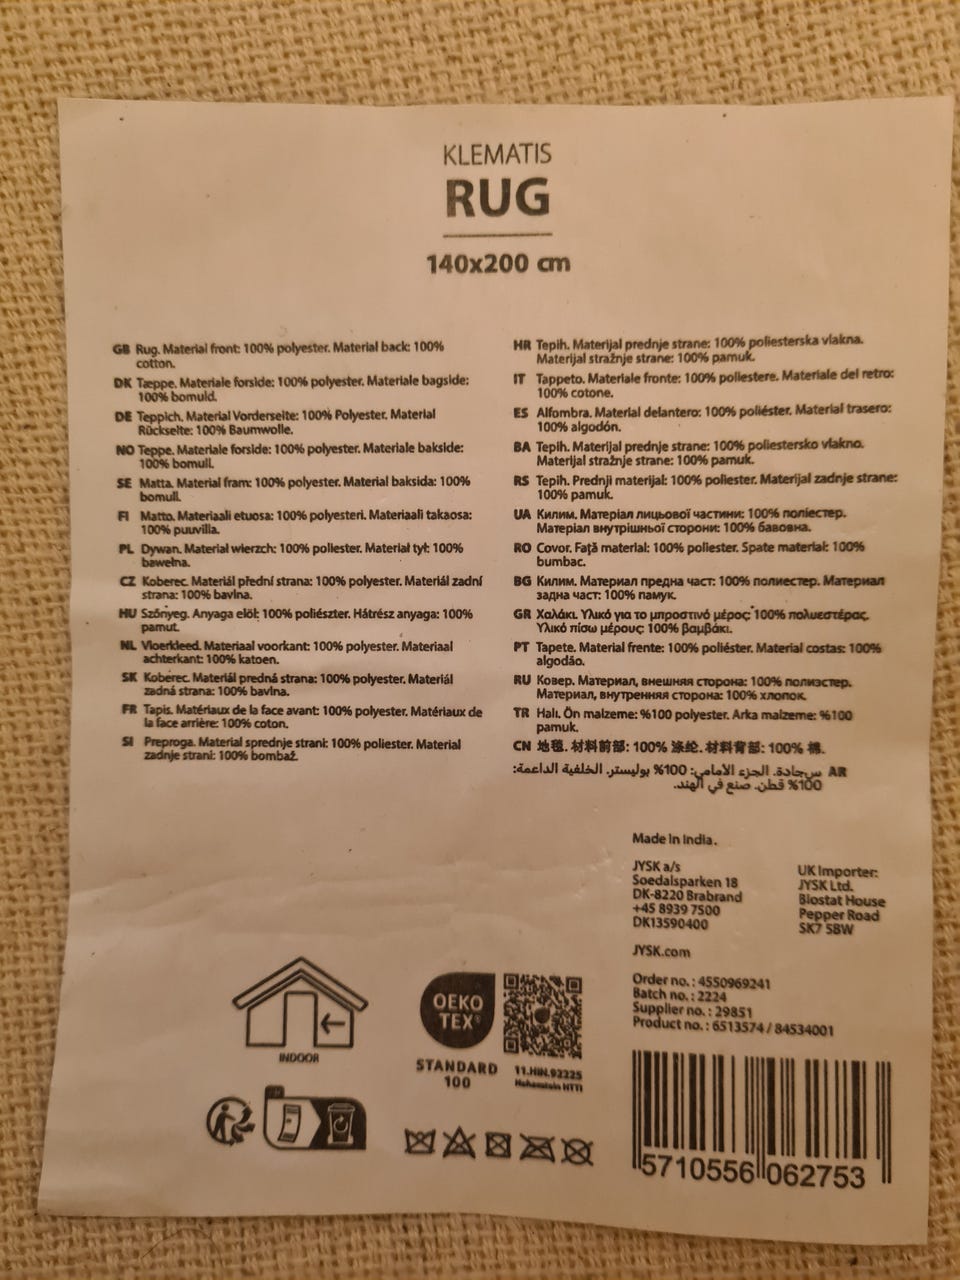 KLEMATIS
RUG
140x200 cm
GB Rug. Material front: 100% polyester. Material back: 100%
cotton.
DK Tæppe. Materiale forside: 100% polyester. Materiale bagside:
100% bomuld.
DE Teppich. Material Vorderseite: 100% Polyester. Material
Rückseite: 100% Baumwolle.
NO Teppe. Materiale forside: 100% polyester. Materiale bakside:
100% bomull.
SE Matta. Material fram: 100% polyester. Material baksida: 100%
bomull.
FI Matto. Materiaali etuosa: 100% polyesteri. Materiaali takaosa:
100% puuvilla.
PL Dywan. Materiał wierzch: 100% poliester. Materiał tył: 100%
bawełna.
CZ Koberec. Materiál přední strana: 100% polyester. Materiál zadní
strana: 100% bavlna.
HU Szőnyeg. Anyaga elöl: 100% poliészter. Hátrész anyaga: 100%
pamut.
NL Vloerkleed. Materiaal voorkant: 100% polyester. Materiaal
achterkant: 100% katoen.
SK Koberec. Materiál predná strana: 100% polyester. Materiál
zadná strana: 100% bavlna.
FR Tapis. Matériaux de la face avant: 100% polyester. Matériaux de
la face arrière: 100% coton.
SI Preproga. Material sprednje strani: 100% poliester. Material
zadnje strani: 100% bombaž.
HR Tepih. Materijal prednje strane: 100% poliesterska vlakna.
Materijal stražnje strane: 100% pamuk.
IT Tappeto. Materiale fronte: 100% poliestere. Materiale del retro:
100% cotone.
ES Alfombra. Material delantero: 100% poliéster. Material trasero:
100% algodón.
BA Tepih. Materijal prednje strane: 100% poliestersko vlakno.
Materijal stražnje strane: 100% pamuk.
RS Tepih. Prednji materijal: 100% poliester. Materijal zadnje strane:
100% pamuk.
UA Килим. Матеріал лицьової частини: 100% поліестер.
Матеріал внутрішньої сторони: 100% бавовна.
RO Covor. Față material: 100% poliester. Spate material: 100%
bumbac.
BG Килим. Материал предна част: 100% полиестер. Материал
задна част: 100% памук.
GR Χαλάκι. Υλικό για το μπροστινό μέρος: 100% πολυεστέρας.
Υλικό πίσω μέρους: 100% βαμβάκι.
PT Tapete. Material frente: 100% poliéster. Material costas: 100%
algodão.
RU Ковер. Материал, внешняя сторона: 100% полиэстер.
Материал, внутренняя сторона: 100% хлопок.
TR Halı. Ön malzeme: %100 polyester. Arka malzeme: %100
pamuk.
CN 地毯. 材料前部: 100% 涤纶. 材料背部: 100% 棉.
AR سجادة. الجزء الأمامي: 100% بوليستر. الخلفية الداعمة:
100% قطن. صنع في الهند.
Made in India.
JYSK a/s
Soedalsparken 18
DK-8220 Brabrand
+45 8939 7500
DK13590400
JYSK.com
UK Importer:
JYSK Ltd.
Biostat House
Pepper Road
SK7 5BW
Order no.: 4550969241
Batch no.: 2224
Supplier no.: 29851
Product no.: 6513574 / 84534001
INDOOR
OEKO
TEX®
STANDARD
100
11.HIN.92225
Hohenstein HTTI
5710556 062753